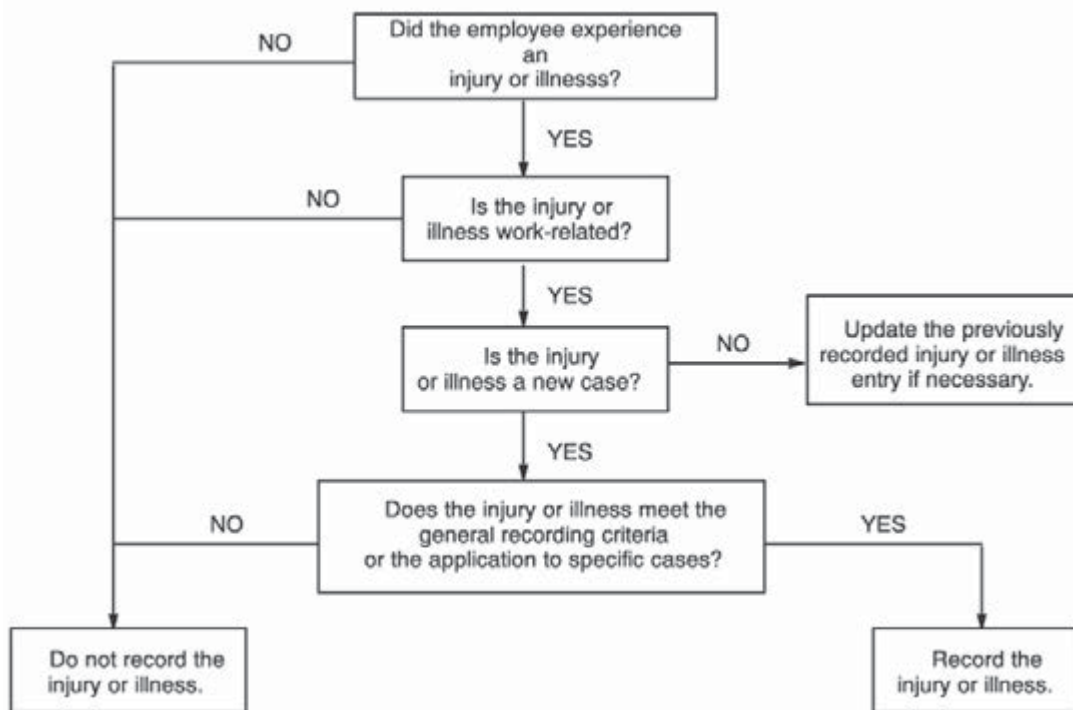 Did the employee experience
an
injury or illnesss?
NO
YES
Is the injury or
illness work-related?
NO
YES
Is the injury
or illness a new case?
NO
Update the previously
recorded injury or illness
entry if necessary.
YES
Does the injury or illness meet the
general recording criteria
or the application to specific cases?
NO
YES
Do not record the
injury or illness.
Record the
injury or illness.